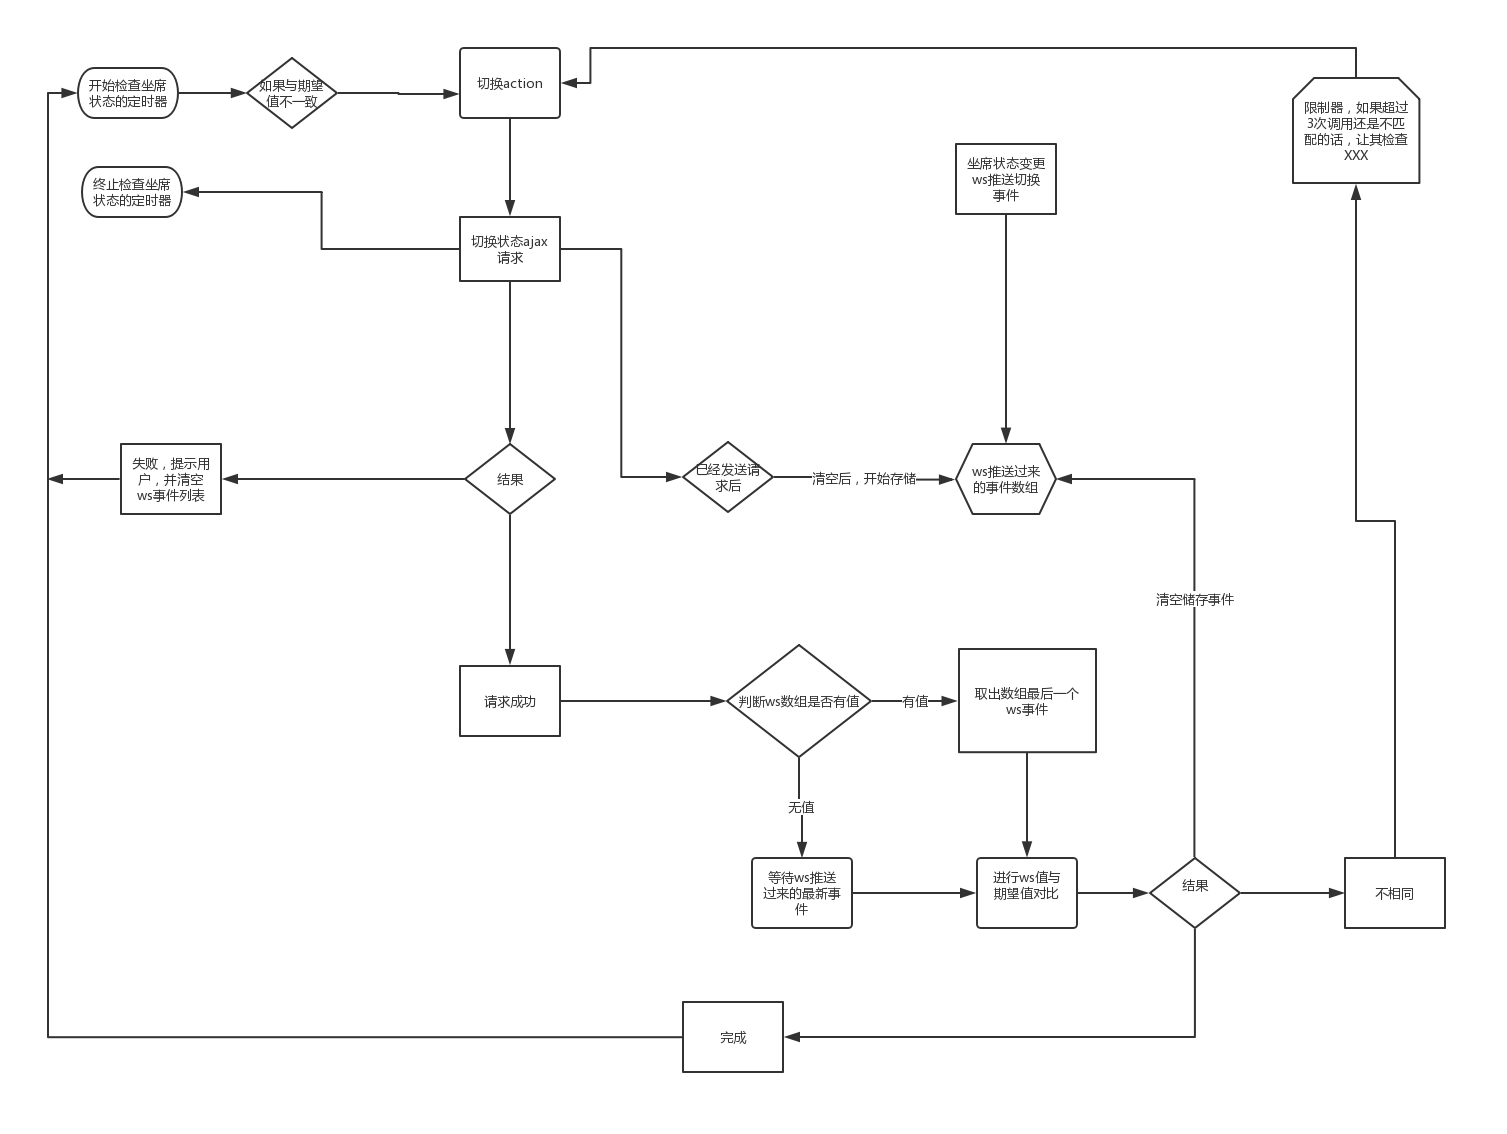 开始检查坐席
状态的定时器
如果与期望
值不一致
切换action
限制器，如果超过
3次调用还是不匹
配的话，让其检查
XXX
终止检查坐席
状态的定时器
坐席状态变更
ws推送切换
事件
切换状态ajax
请求
失败，提示用
户，并清空
ws事件列表
结果
已经发送请
求后
清空后，开始存储
ws推送过来
的事件数组
清空储存事件
请求成功
判断ws数组是否有值
有值
取出数组最后一个
ws事件
无值
等待ws推送
过来的最新事
件
进行ws值与
期望值对比
结果
不相同
完成